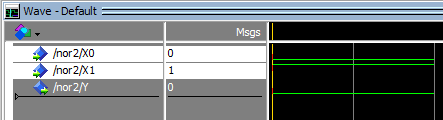 Wave - Default
Msgs
/nor2/X0 0
/nor2/X1 1
/nor2/Y 0